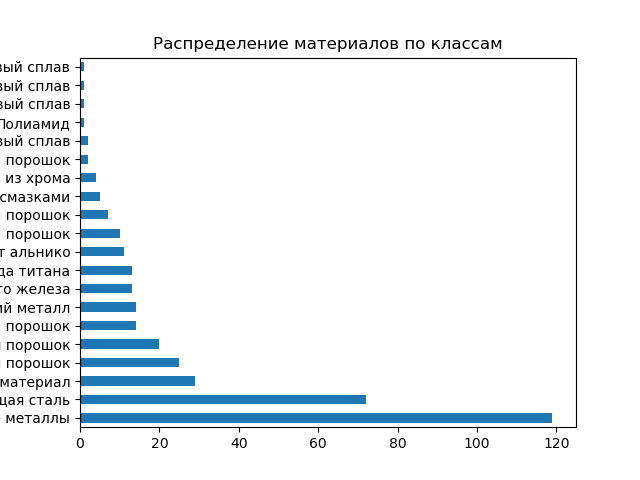 Распределение материалов по классам
вый сплав
вый сплав
вый сплав
Полиамид
вый сплав
порошок
из хрома
смазками
порошок
порошок
т альнико
да титана
го железа
ий металл
порошок
порошок
порошок
материал
щая сталь
металлы
0 20 40 60 80 100 120